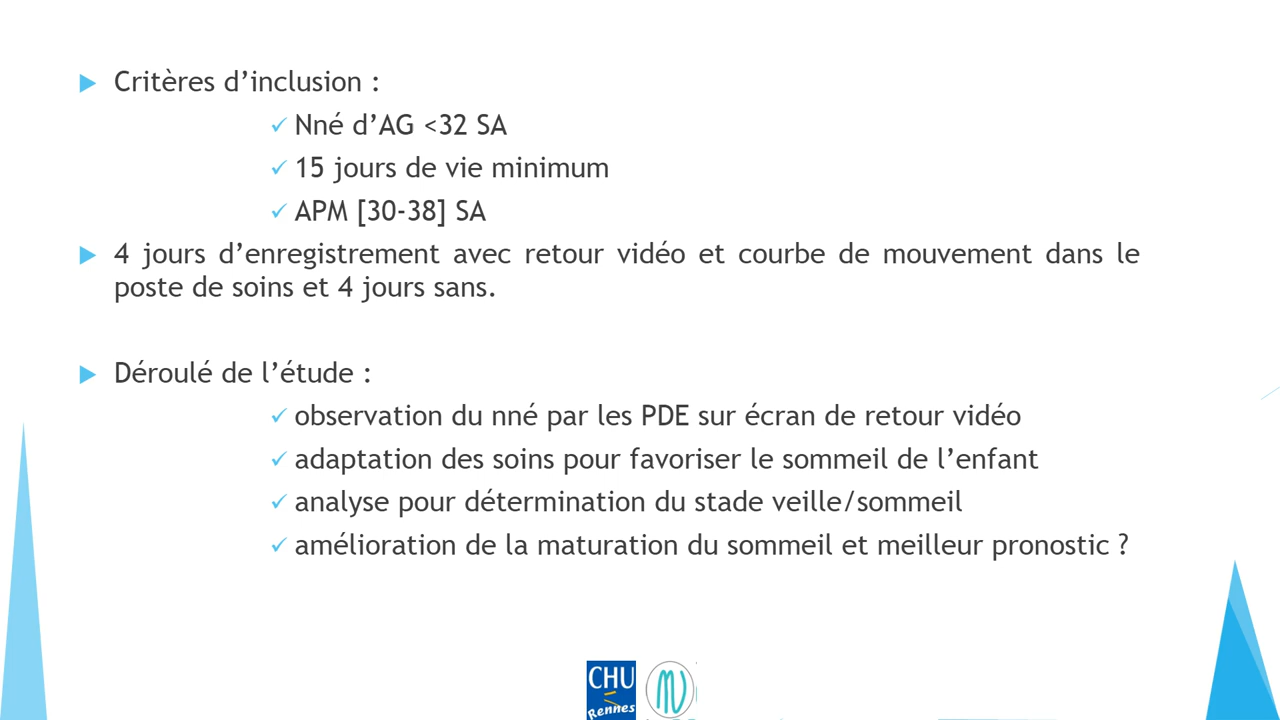 Critères d’inclusion :
Nné d’AG <32 SA
15 jours de vie minimum
APM [30-38] SA
4 jours d’enregistrement avec retour vidéo et courbe de mouvement dans le
poste de soins et 4 jours sans.
Déroulé de l’étude :
observation du nné par les PDE sur écran de retour vidéo
adaptation des soins pour favoriser le sommeil de l’enfant
analyse pour détermination du stade veille/sommeil
amélioration de la maturation du sommeil et meilleur pronostic ?
CHU
Rennes